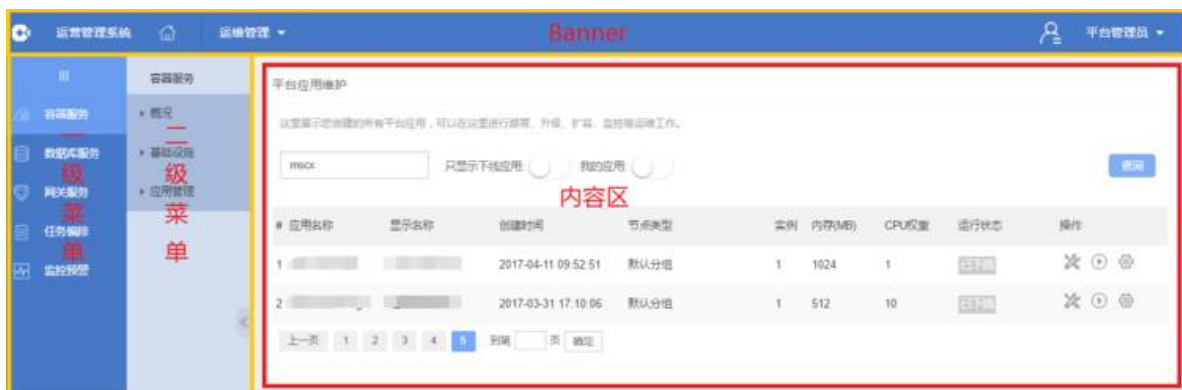 运营管理系统 运维管理 Banner 平台管理员
容器服务
数据库服务
网关服务
任务编排
监控预警
一级菜单
容器服务
概况
基础设施
应用管理
二级菜单
平台应用维护
这里展示您创建的所有平台应用,可以在这里进行部署、升级、扩容、监控等运维工作。
mscx 只显示下线应用 我的应用 查询
内容区
# 应用名称 显示名称 创建时间 节点类型 实例 内存(MB) CPU权重 运行状态 操作
1 2017-04-11 09:52:51 默认分组 1 1024 1 已下线
2 2017-03-31 17:10:06 默认分组 1 512 10 已下线
上一页 1 2 3 4 5 到第 页 确定